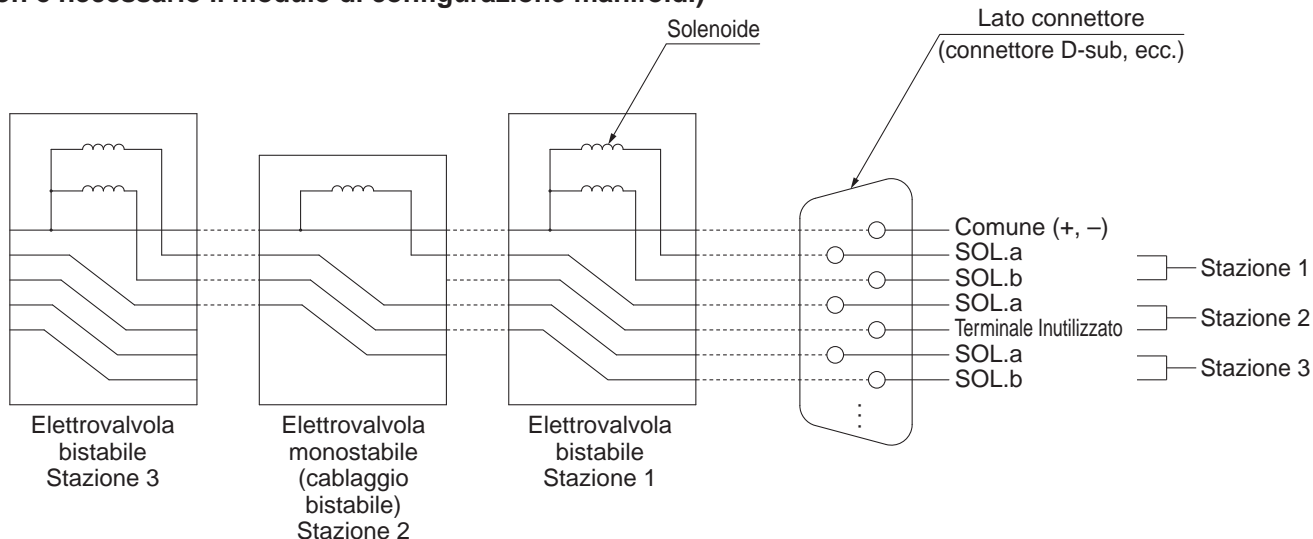 Solenoide
Lato connettore
(connettore D-sub, ecc.)
Comune (+, –)
SOL.a
SOL.b
SOL.a
Terminale Inutilizzato
SOL.a
SOL.b
Stazione 1
Stazione 2
Stazione 3
Elettrovalvola
bistabile
Stazione 3
Elettrovalvola
monostabile
(cablaggio
bistabile)
Stazione 2
Elettrovalvola
bistabile
Stazione 1